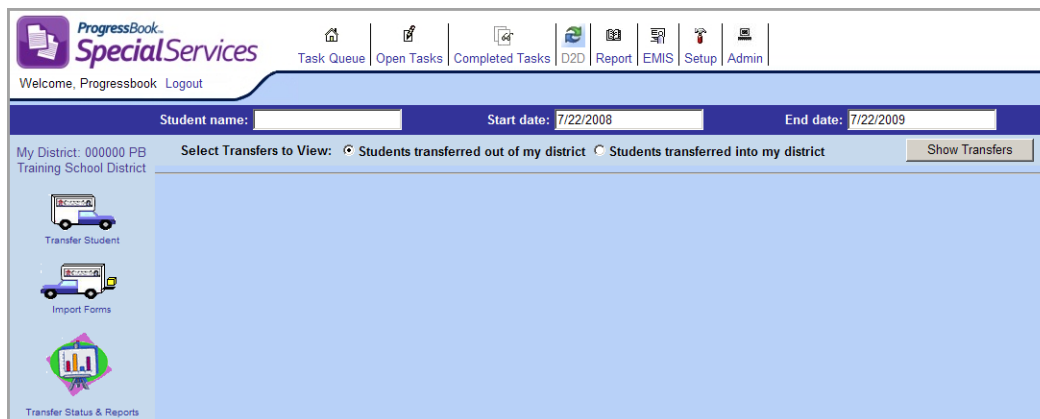 ProgressBook™
SpecialServices
Task Queue Open Tasks Completed Tasks D2D Report EMIS Setup Admin
Welcome, Progressbook Logout
Student name: Start date: 7/22/2008 End date: 7/22/2009
My District: 000000 PB
Training School District
Select Transfers to View: Students transferred out of my district Students transferred into my district Show Transfers
Transfer Student
Import Forms
Transfer Status & Reports